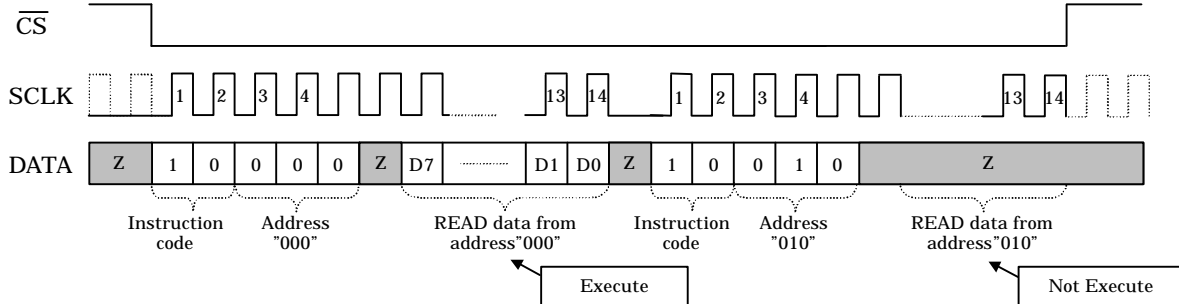 CS
SCLK 1 2 3 4 13 14 1 2 3 4 13 14
DATA Z 1 0 0 0 0 Z D7 D1 D0 Z 1 0 0 1 0 Z
Instruction code
Address "000"
READ data from address"000"
Instruction code
Address "010"
READ data from address"010"
Execute
Not Execute